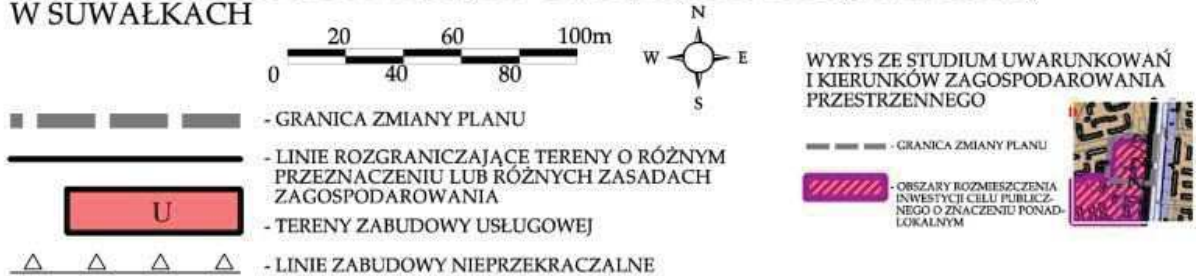 W SUWAŁKACH
20 60 100m
0 40 80
N
W E
S
- GRANICA ZMIANY PLANU
- LINIE ROZGRANICZAJĄCE TERENY O RÓŻNYM
PRZEZNACZENIU LUB RÓŻNYCH ZASADACH
ZAGOSPODAROWANIA
U
- TERENY ZABUDOWY USŁUGOWEJ
- LINIE ZABUDOWY NIEPRZEKRACZALNE
WYRYS ZE STUDIUM UWARUNKOWAŃ
I KIERUNKÓW ZAGOSPODAROWANIA
PRZESTRZENNEGO
- GRANICA ZMIANY PLANU
- OBSZARY ROZMIESZCZENIA
INWESTYCJI CELU PUBLICZ-
NEGO O ZNACZENIU PONAD-
LOKALNYM